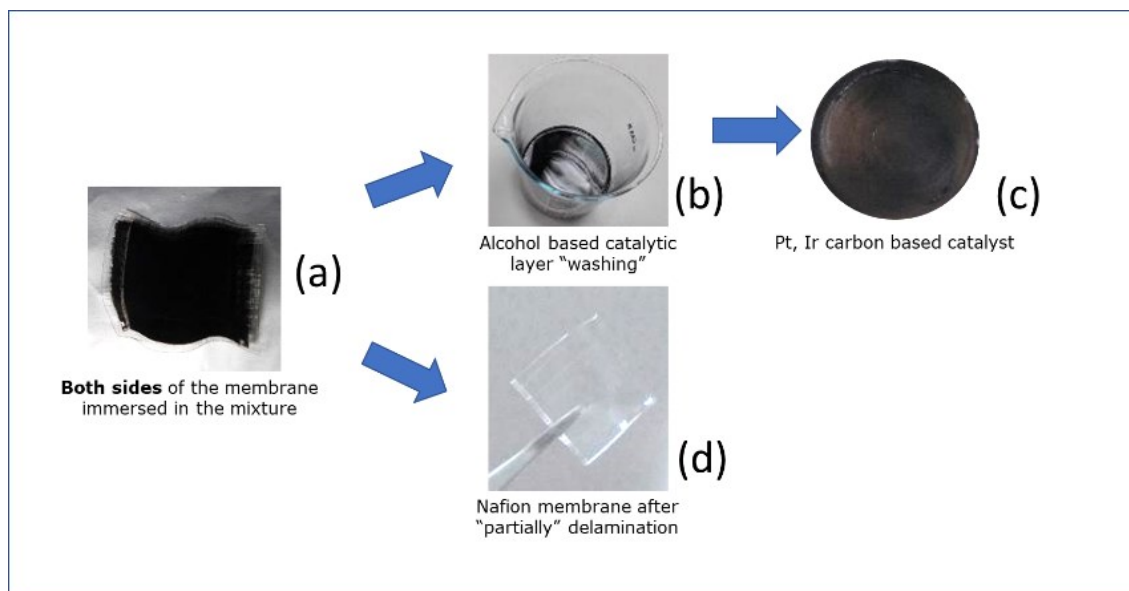 (a)
Both sides of the membrane
immersed in the mixture
(b)
Alcohol based catalytic
layer “washing”
(c)
Pt, Ir carbon based catalyst
(d)
Nafion membrane after
“partially” delamination